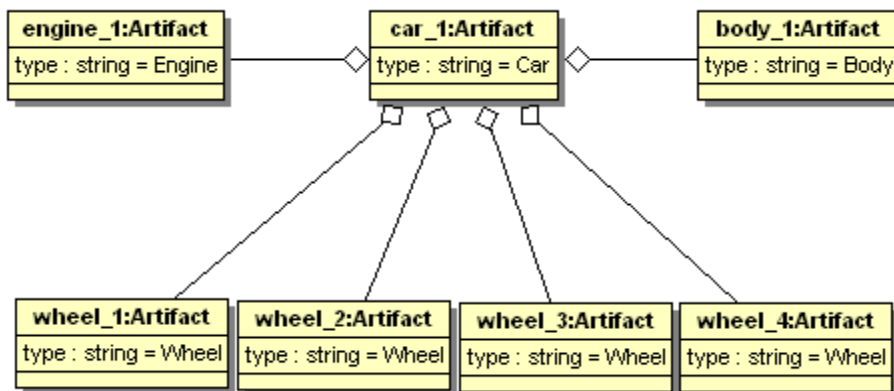 engine_1:Artifact
type : string = Engine
car_1:Artifact
type : string = Car
body_1:Artifact
type : string = Body
wheel_1:Artifact
type : string = Wheel
wheel_2:Artifact
type : string = Wheel
wheel_3:Artifact
type : string = Wheel
wheel_4:Artifact
type : string = Wheel